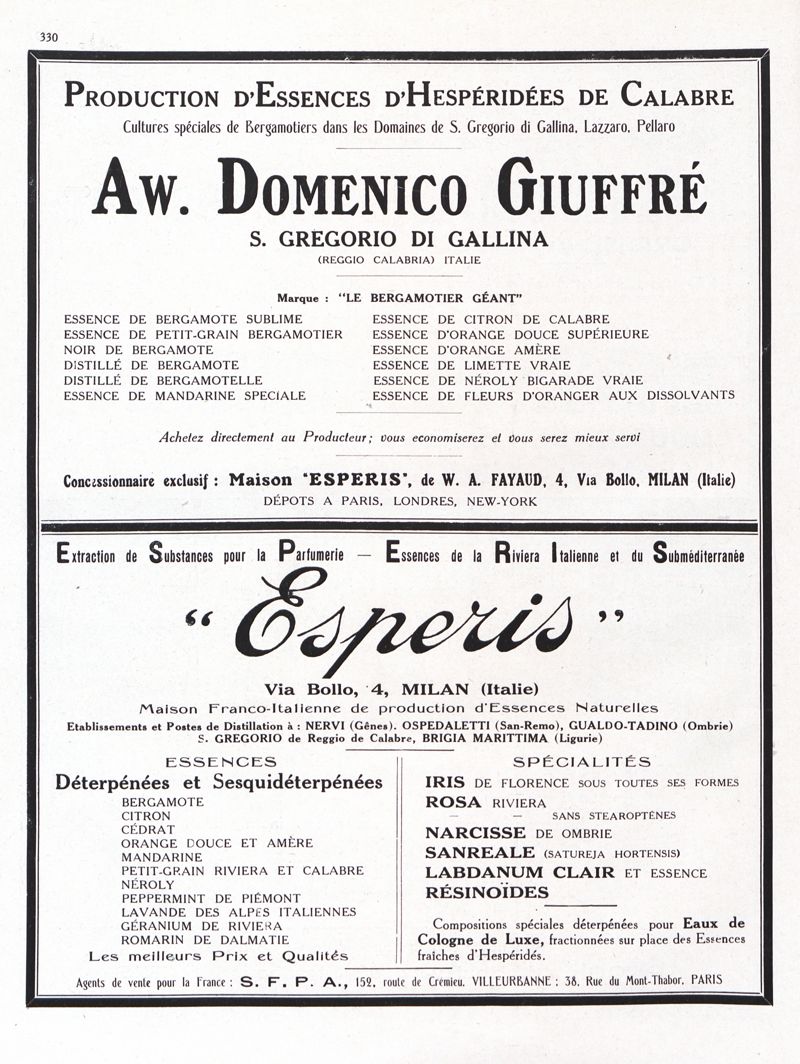 330
PRODUCTION D'ESSENCES D'HESPÉRIDÉES DE CALABRE
Cultures spéciales de Bergamotiers dans les Domaines de S. Gregorio di Gallina, Lazzaro, Pellaro
AW. DOMENICO GIUFFRÉ
S. GREGORIO DI GALLINA
(REGGIO CALABRIA) ITALIE
Marque : "LE BERGAMOTIER GÉANT"
ESSENCE DE BERGAMOTE SUBLIME
ESSENCE DE PETIT-GRAIN BERGAMOTIER
NOIR DE BERGAMOTE
DISTILLÉ DE BERGAMOTE
DISTILLÉ DE BERGAMOTELLE
ESSENCE DE MANDARINE SPECIALE
ESSENCE DE CITRON DE CALABRE
ESSENCE D'ORANGE DOUCE SUPÉRIEURE
ESSENCE D'ORANGE AMÈRE
ESSENCE DE LIMETTE VRAIE
ESSENCE DE NÉROLY BIGARADE VRAIE
ESSENCE DE FLEURS D'ORANGER AUX DISSOLVANTS
Achetez directement au Producteur ; vous economiserez et vous serez mieux servi
Concessionnaire exclusif : Maison "ESPERIS", de W. A. FAYAUD, 4, Via Bollo, MILAN (Italie)
DÉPOTS A PARIS, LONDRES, NEW-YORK
Extraction de Substances pour la Parfumerie — Essences de la Riviera Italienne et du Subméditerranée
"Esperis"
Via Bollo, 4, MILAN (Italie)
Maison Franco-Italienne de production d'Essences Naturelles
Etablissements et Postes de Distillation à : NERVI (Gênes). OSPEDALETTI (San-Remo), GUALDO-TADINO (Ombrie)
S. GREGORIO de Reggio de Calabre, BRIGIA MARITTIMA (Ligurie)
ESSENCES
Déterpénées et Sesquidéterpénées
BERGAMOTE
CITRON
CÉDRAT
ORANGE DOUCE ET AMÈRE
MANDARINE
PETIT-GRAIN RIVIERA ET CALABRE
NÉROLY
PEPPERMINT DE PIÉMONT
LAVANDE DES ALPES ITALIENNES
GÉRANIUM DE RIVIERA
ROMARIN DE DALMATIE
Les meilleurs Prix et Qualités
SPÉCIALITÉS
IRIS DE FLORENCE SOUS TOUTES SES FORMES
ROSA RIVIERA
— — SANS STEAROPTÈNES
NARCISSE DE OMBRIE
SANREALE (SATUREJA HORTENSIS)
LABDANUM CLAIR ET ESSENCE
RÉSINOÏDES
Compositions spéciales déterpénées pour Eaux de
Cologne de Luxe, fractionnées sur place des Essences
fraîches d'Hespéridés.
Agents de vente pour la France : S. F. P. A., 152, route de Crémieu, VILLEURBANNE ; 38, Rue du Mont-Thabor, PARIS